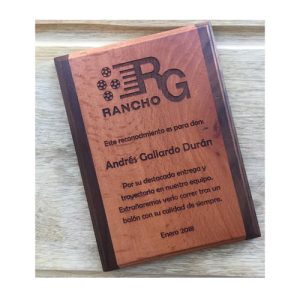 RG
RANCHO
Este reconocimiento es para don:
Andrés Gallardo Durán
Por su destacada entrega y
trayectoria en nuestro equipo.
Extrañaremos verlo correr tras un
balón con su calidad de siempre.
Enero 2018